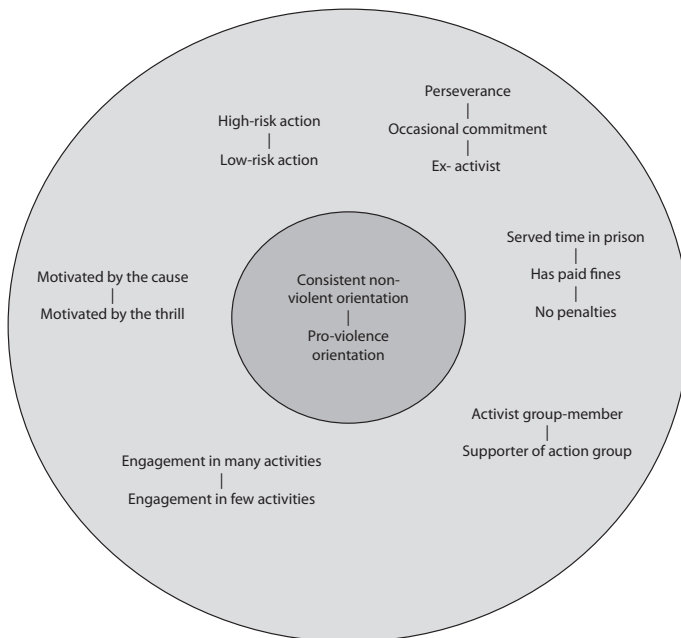 Perseverance
|
Occasional commitment
|
Ex- activist
High-risk action
|
Low-risk action
Served time in prison
|
Has paid fines
|
No penalties
Motivated by the cause
|
Motivated by the thrill
Consistent non-
violent orientation
|
Pro-violence
orientation
Activist group-member
|
Supporter of action group
Engagement in many activities
|
Engagement in few activities